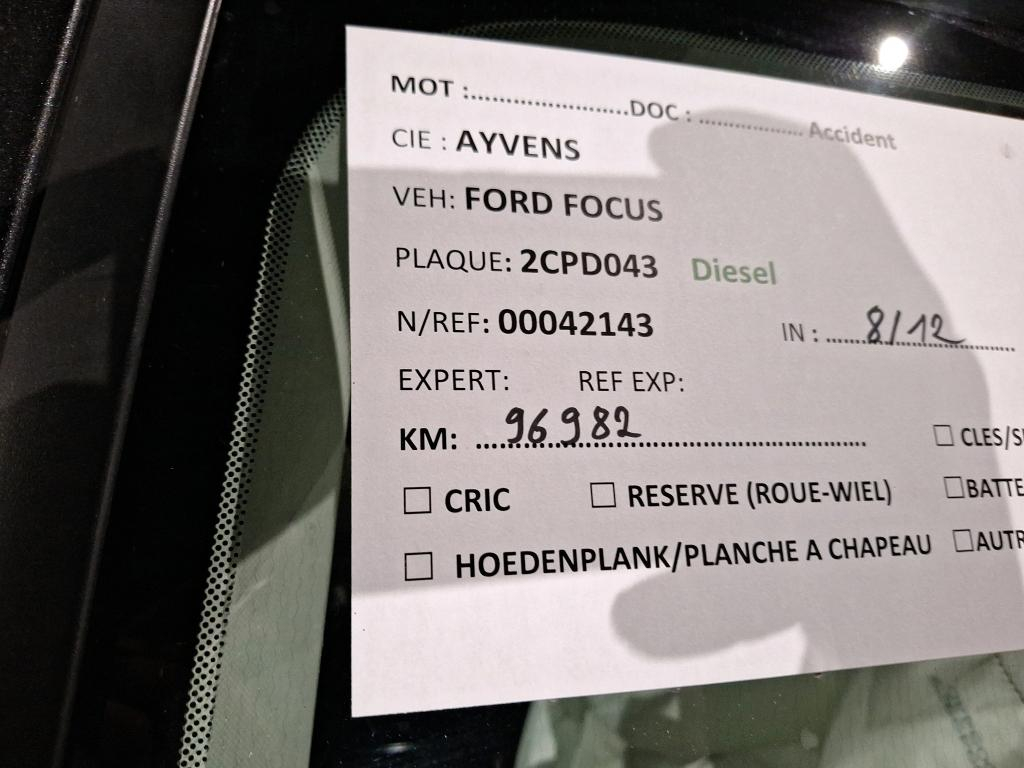 MOT :........................DOC : .................. Accident
CIE : AYVENS
VEH: FORD FOCUS
PLAQUE: 2CPD043 Diesel
N/REF: 00042143 IN : ....8/12........
EXPERT: REF EXP:
KM: ....96982.................................. ☐ CLES/
☐ CRIC ☐ RESERVE (ROUE-WIEL) ☐ BATTE
☐ HOEDENPLANK/PLANCHE A CHAPEAU ☐ AUTR